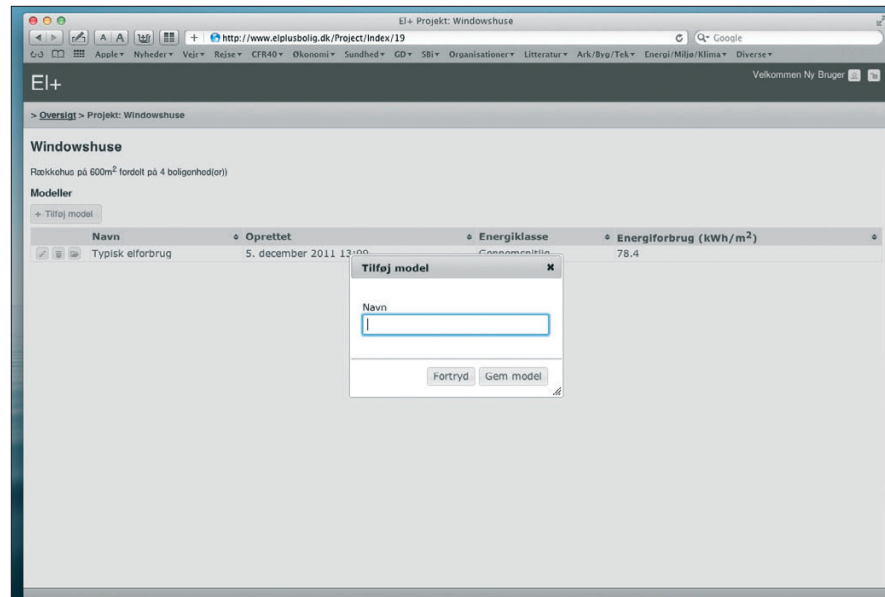 El+ Projekt: Windowshuse
A A + http://www.elplusbolig.dk/Project/Index/19 Google
Apple Nyheder Vejr Rejse CFR40 Økonomi Sundhed GD SBi Organisationer Litteratur Ark/Byg/Tek Energi/Miljø/Klima Diverse
El+
Velkommen Ny Bruger
> Oversigt > Projekt: Windowshuse
Windowshuse
Rækkehus på 600m² fordelt på 4 boligenhed(er))
Modeller
+ Tilføj model
Navn Oprettet Energiklasse Energiforbrug (kWh/m²)
Typisk elforbrug 5. december 2011 13:09 Gennemsnitlig 78.4
Tilføj model
Navn
Fortryd Gem model